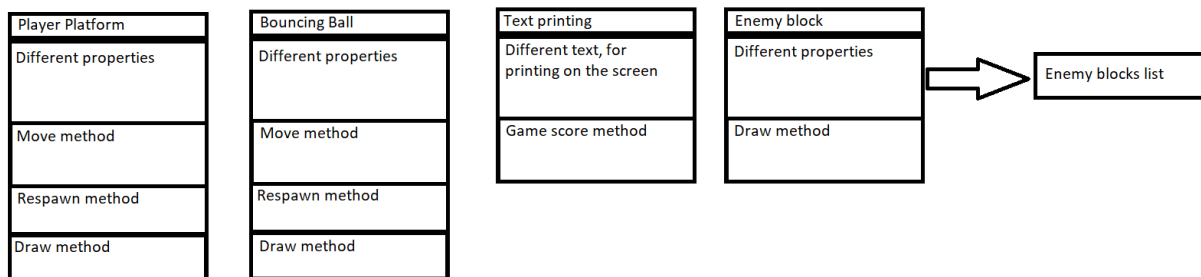 Player Platform
Different properties
Move method
Respawn method
Draw method
Bouncing Ball
Different properties
Move method
Respawn method
Draw method
Text printing
Different text, for
printing on the screen
Game score method
Enemy block
Different properties
Draw method
Enemy blocks list